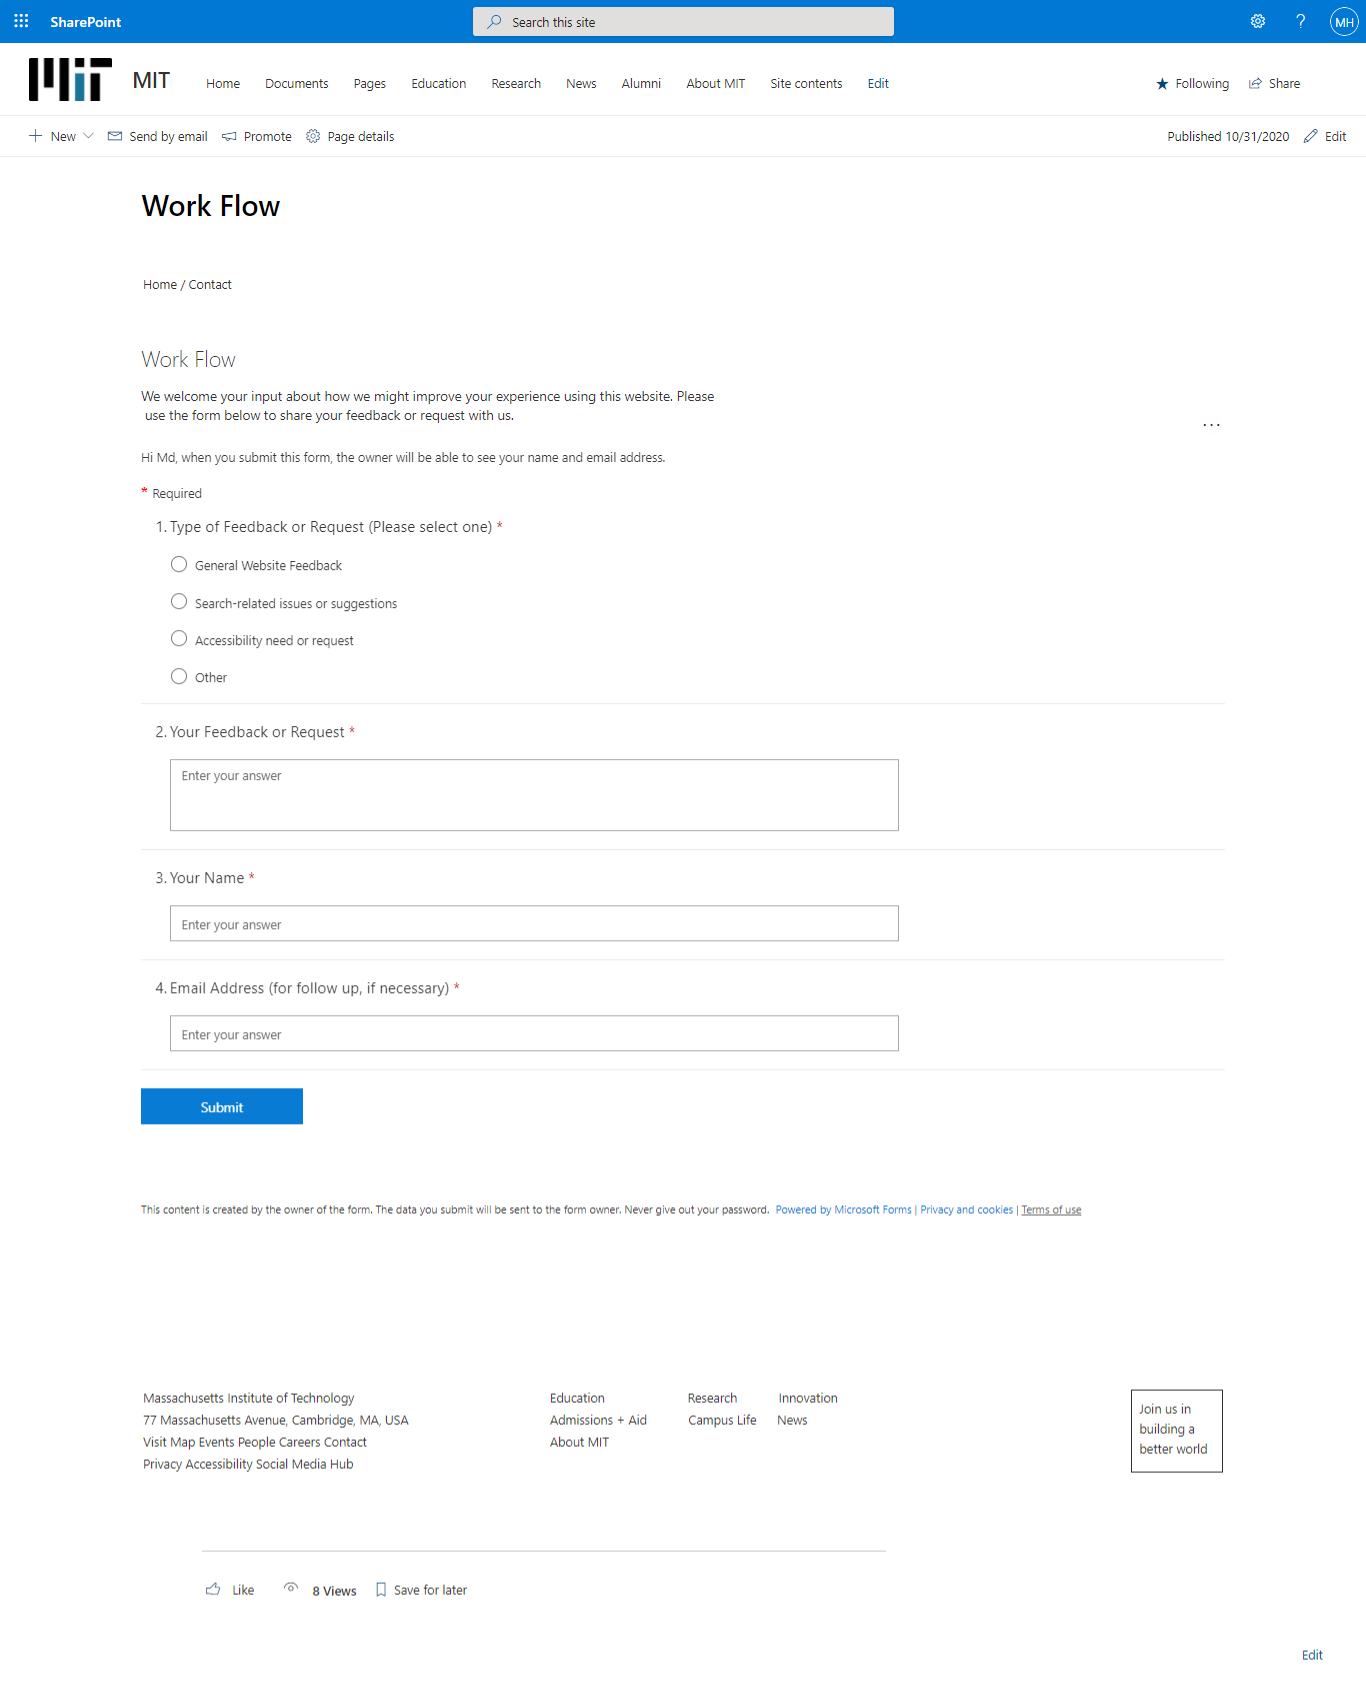 SharePoint
Search this site
?
MH
MIT
MIT
Home Documents Pages Education Research News Alumni About MIT Site contents Edit
Following Share
New Send by email Promote Page details
Published 10/31/2020 Edit
Work Flow
Home / Contact
Work Flow
We welcome your input about how we might improve your experience using this website. Please
use the form below to share your feedback or request with us.
...
Hi Md, when you submit this form, the owner will be able to see your name and email address.
* Required
1. Type of Feedback or Request (Please select one) *
General Website Feedback
Search-related issues or suggestions
Accessibility need or request
Other
2. Your Feedback or Request *
Enter your answer
3. Your Name *
Enter your answer
4. Email Address (for follow up, if necessary) *
Enter your answer
Submit
This content is created by the owner of the form. The data you submit will be sent to the form owner. Never give out your password. Powered by Microsoft Forms | Privacy and cookies | Terms of use
Massachusetts Institute of Technology
77 Massachusetts Avenue, Cambridge, MA, USA
Visit Map Events People Careers Contact
Privacy Accessibility Social Media Hub
Education Research Innovation
Admissions + Aid Campus Life News
About MIT
Join us in
building a
better world
Like 8 Views Save for later
Edit